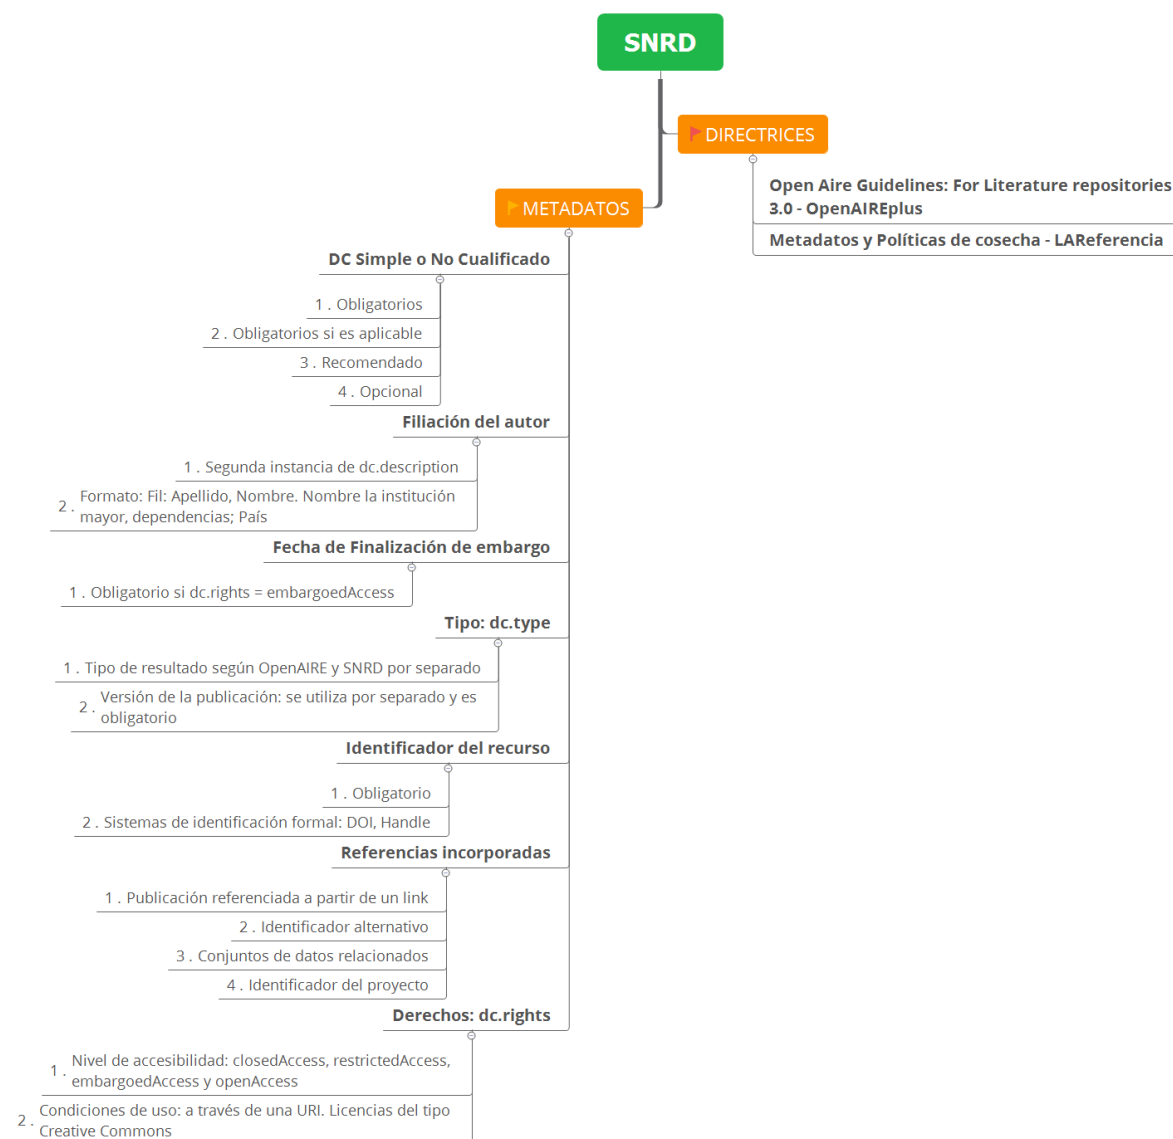 SNRD
DIRECTRICES
Open Aire Guidelines: For Literature repositories
3.0 - OpenAIREplus
Metadatos y Políticas de cosecha - LAReferencia
METADATOS
DC Simple o No Cualificado
1 . Obligatorios
2 . Obligatorios si es aplicable
3 . Recomendado
4 . Opcional
Filiación del autor
1 . Segunda instancia de dc.description
2 . Formato: Fil: Apellido, Nombre. Nombre la institución
mayor, dependencias; País
Fecha de Finalización de embargo
1 . Obligatorio si dc.rights = embargoedAccess
Tipo: dc.type
1 . Tipo de resultado según OpenAIRE y SNRD por separado
2 . Versión de la publicación: se utiliza por separado y es
obligatorio
Identificador del recurso
1 . Obligatorio
2 . Sistemas de identificación formal: DOI, Handle
Referencias incorporadas
1 . Publicación referenciada a partir de un link
2 . Identificador alternativo
3 . Conjuntos de datos relacionados
4 . Identificador del proyecto
Derechos: dc.rights
1 . Nivel de accesibilidad: closedAccess, restrictedAccess,
embargoedAccess y openAccess
2 . Condiciones de uso: a través de una URI. Licencias del tipo
Creative Commons